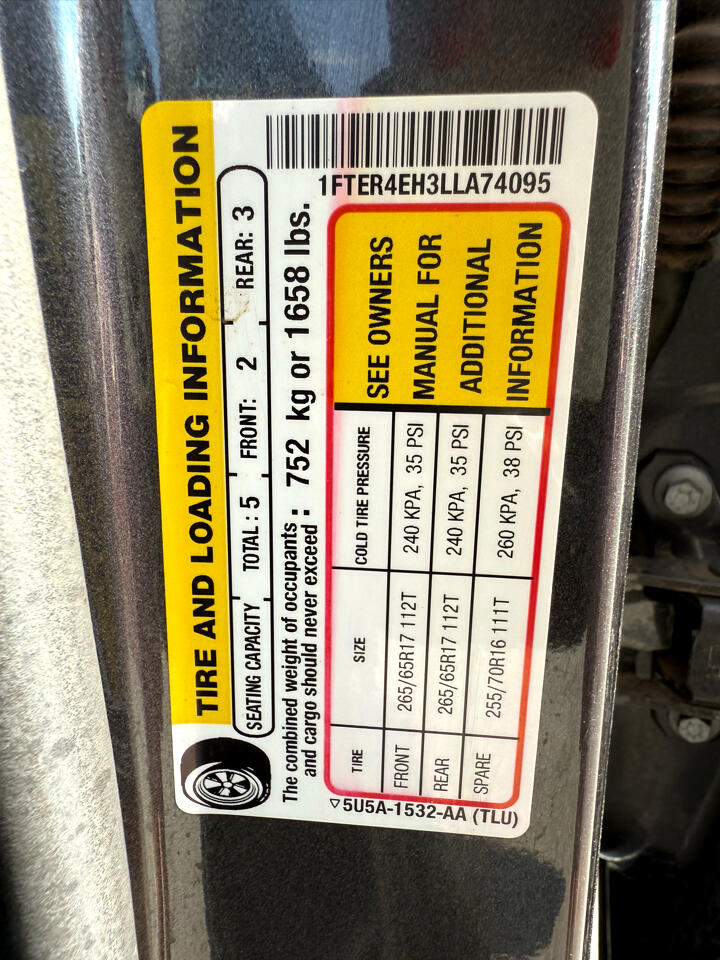 TIRE AND LOADING INFORMATION
SEATING CAPACITY TOTAL : 5 FRONT: 2 REAR: 3
The combined weight of occupants and cargo should never exceed : 752 kg or 1658 lbs.
1FTER4EH3LLA74095
TIRE SIZE COLD TIRE PRESSURE
FRONT 265/65R17 112T 240 KPA, 35 PSI
REAR 265/65R17 112T 240 KPA, 35 PSI
SPARE 255/70R16 111T 260 KPA, 38 PSI
SEE OWNERS
MANUAL FOR
ADDITIONAL
INFORMATION
▽5U5A-1532-AA (TLU)